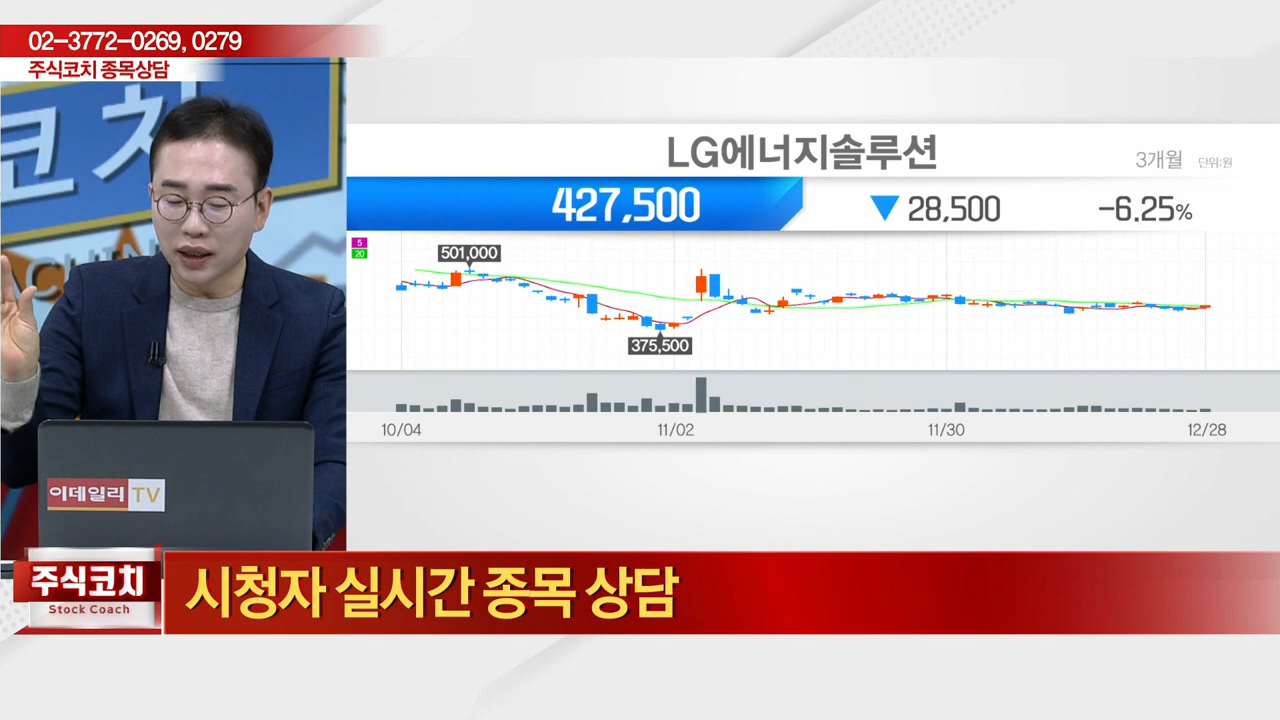 02-3772-0269, 0279
주식코치 종목상담
코치
LG에너지솔루션
3개월 단위:원
427,500 ▼ 28,500 -6.25%
5
20
501,000
375,500
10/04 11/02 11/30 12/28
이데일리 TV
주식코치
Stock Coach
시청자 실시간 종목 상담